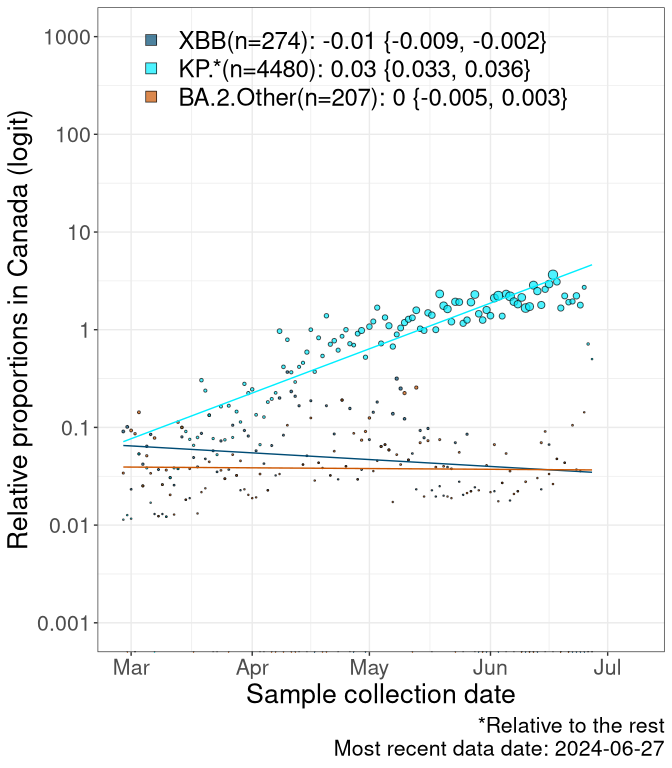 XBB(n=274): -0.01 {-0.009, -0.002}
KP.*(n=4480): 0.03 {0.033, 0.036}
BA.2.Other(n=207): 0 {-0.005, 0.003}
Relative proportions in Canada (logit)
1000
100
10
1
0.1
0.01
0.001
Mar Apr May Jun Jul
Sample collection date
*Relative to the rest
Most recent data date: 2024-06-27